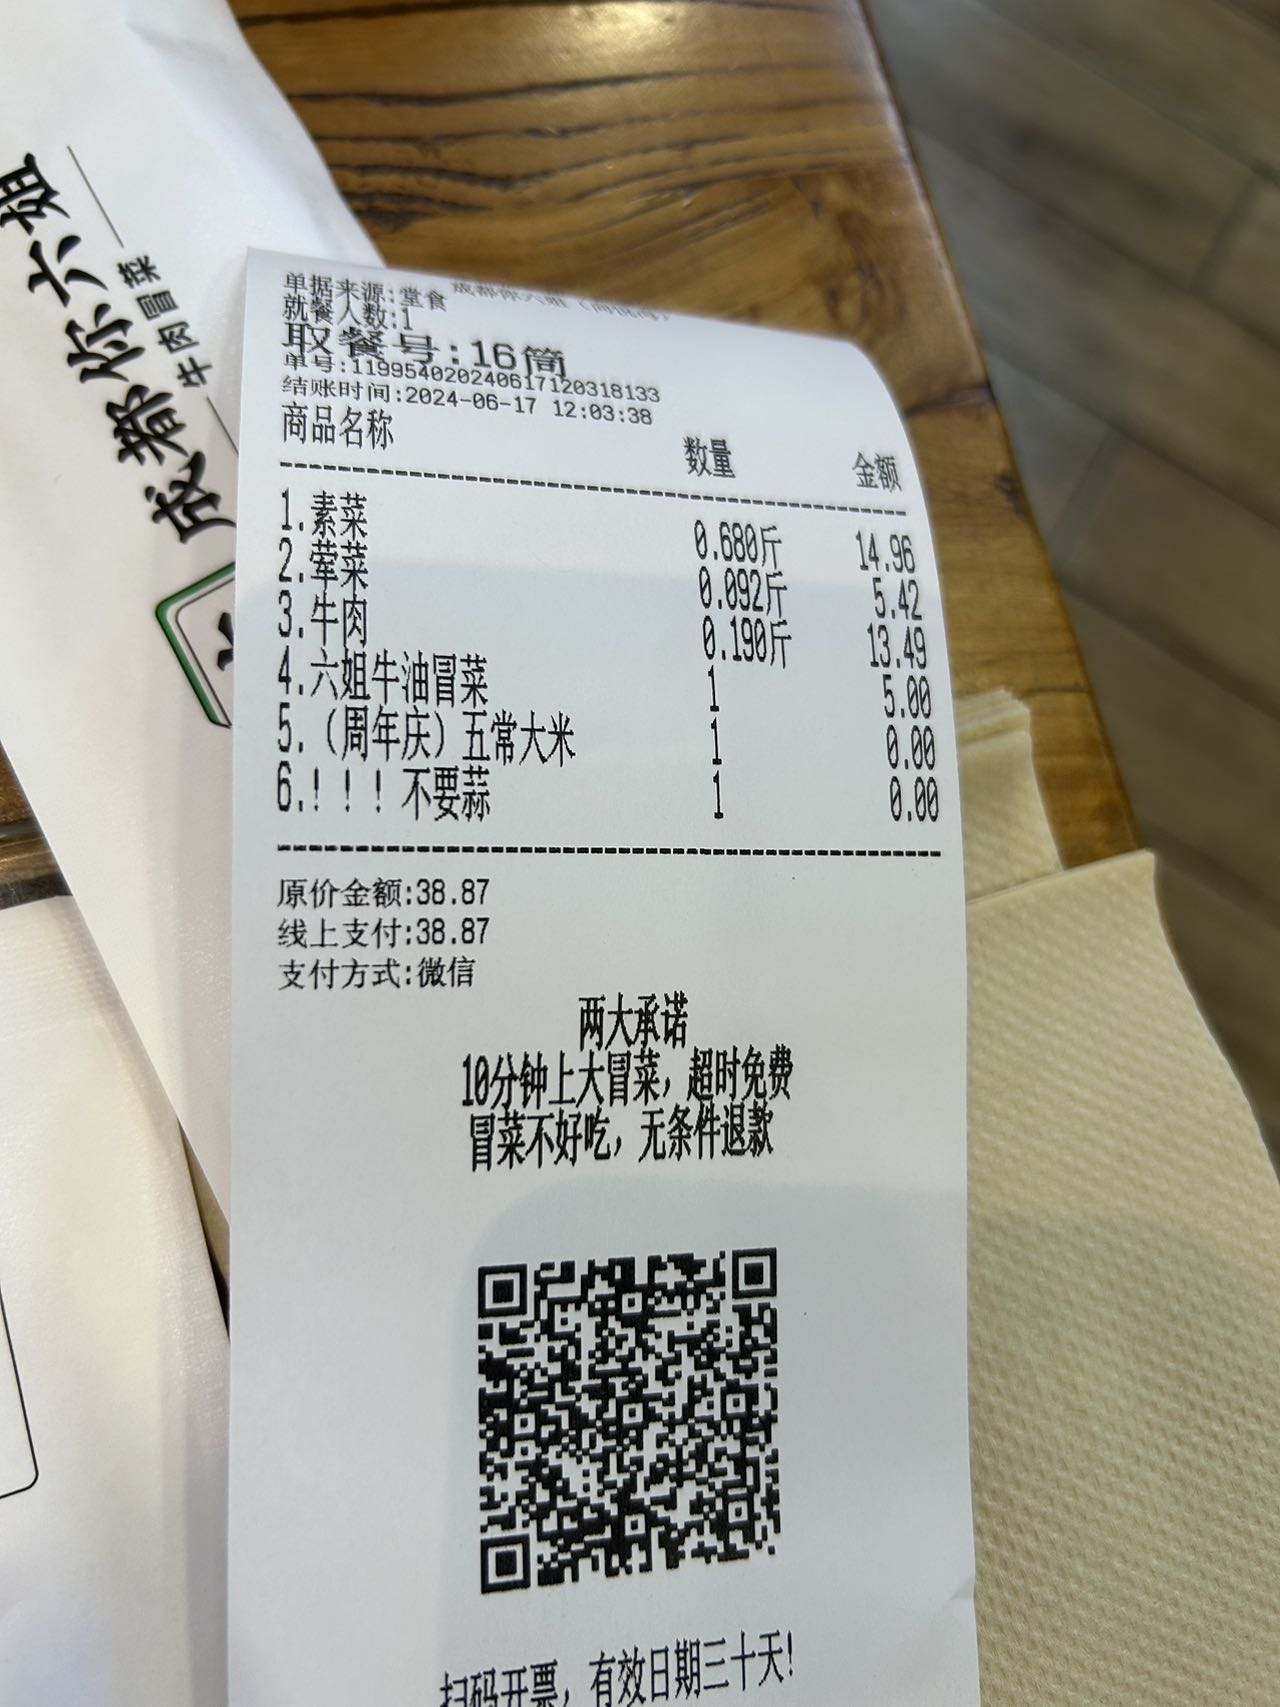 成都你六姐
牛肉冒菜
成都你六姐
单据来源:堂食
就餐人数:1
取餐号:16筒
单号:11995402024061712​0318133
结账时间:2024-06-17 12:03:38
商品名称 数量 金额
1.素菜 0.680斤 14.96
2.荤菜 0.092斤 5.42
3.牛肉 0.190斤 13.49
4.六姐牛油冒菜 1 5.00
5.(周年庆)五常大米 1 0.00
6.!!!不要蒜 1 0.00
原价金额:38.87
线上支付:38.87
支付方式:微信
两大承诺
10分钟上大冒菜,超时免费
冒菜不好吃,无条件退款
扫码开票,有效日期三十天!